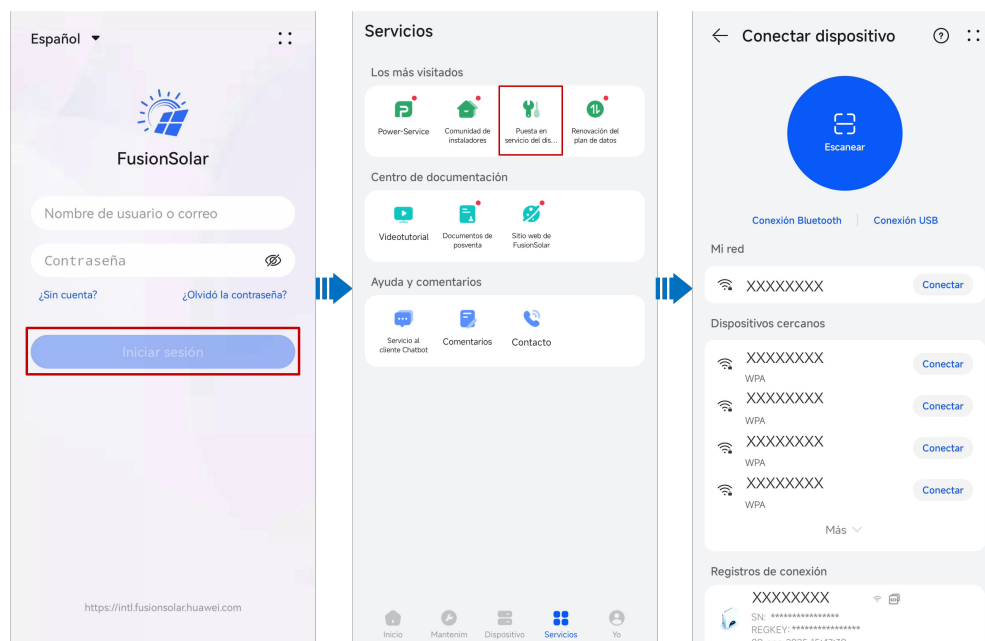 Español
FusionSolar
Nombre de usuario o correo
Contraseña
¿Sin cuenta? ¿Olvidó la contraseña?
Iniciar sesión
https://intl.fusionsolar.huawei.com
Servicios
Los más visitados
Power-Service
Comunidad de
instaladores
Puesta en
servicio del dis...
Renovación del
plan de datos
Centro de documentación
Videotutorial
Documentos de
posventa
Sitio web de
FusionSolar
Ayuda y comentarios
Servicio al
cliente Chatbot
Comentarios
Contacto
Inicio Mantenim Dispositivo Servicios Yo
Conectar dispositivo
Escanear
Conexión Bluetooth Conexión USB
Mi red
XXXXXXXX Conectar
Dispositivos cercanos
XXXXXXXX Conectar
WPA
XXXXXXXX Conectar
WPA
XXXXXXXX Conectar
WPA
XXXXXXXX Conectar
WPA
Más
Registros de conexión
XXXXXXXX
SN: ****************
REGKEY: ****************